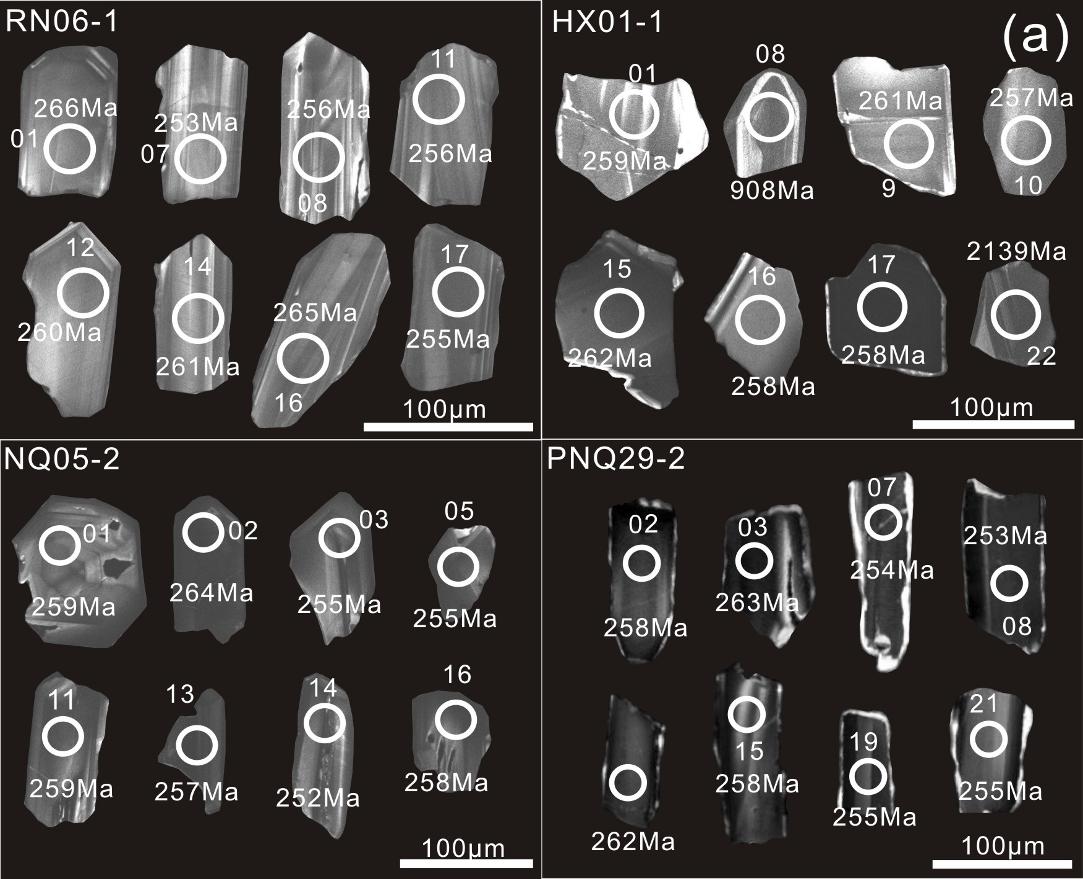 RN06-1
266Ma
01
253Ma
07
256Ma
08
11
256Ma
12
260Ma
14
261Ma
265Ma
16
17
255Ma
100μm
HX01-1
(a)
01
259Ma
08
908Ma
261Ma
9
257Ma
10
15
262Ma
16
258Ma
17
258Ma
2139Ma
22
100μm
NQ05-2
01
259Ma
02
264Ma
03
255Ma
05
255Ma
11
259Ma
13
257Ma
14
252Ma
16
258Ma
100μm
PNQ29-2
02
258Ma
03
263Ma
07
254Ma
253Ma
08
262Ma
15
258Ma
19
255Ma
21
255Ma
100μm